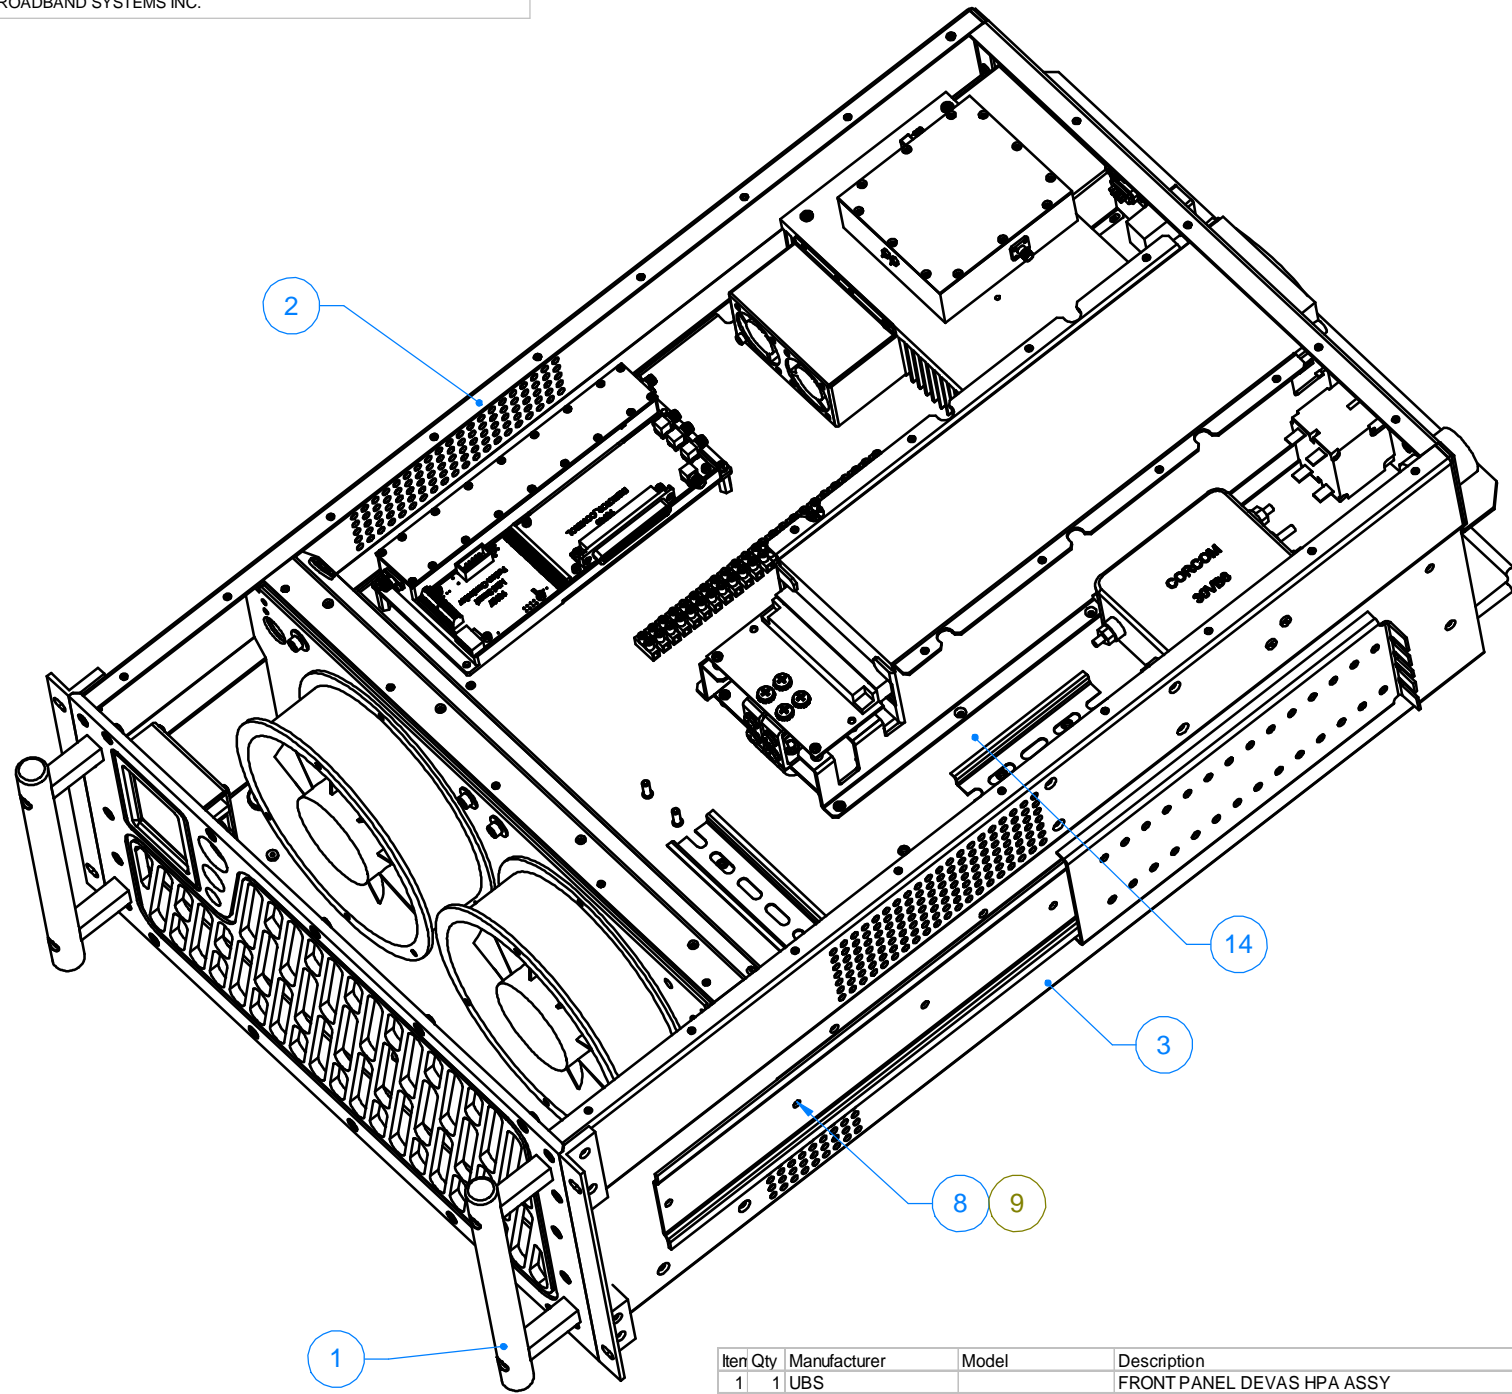 ROADBAND SYSTEMS INC.
2
CORCOM
14
3
8 9
1
Item Qty Manufacturer Model Description
1 1 UBS FRONT PANEL DEVAS HPA ASSY